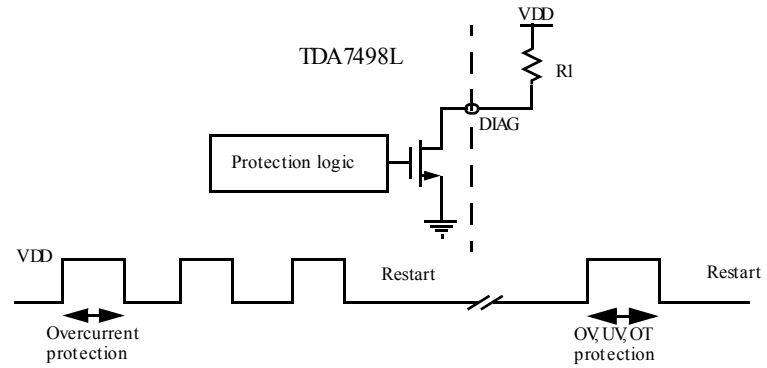 VDD
TDA7498L
R1
DIAG
Protection logic
VDD
Restart
Restart
Overcurrent
protection
OV, UV, OT
protection